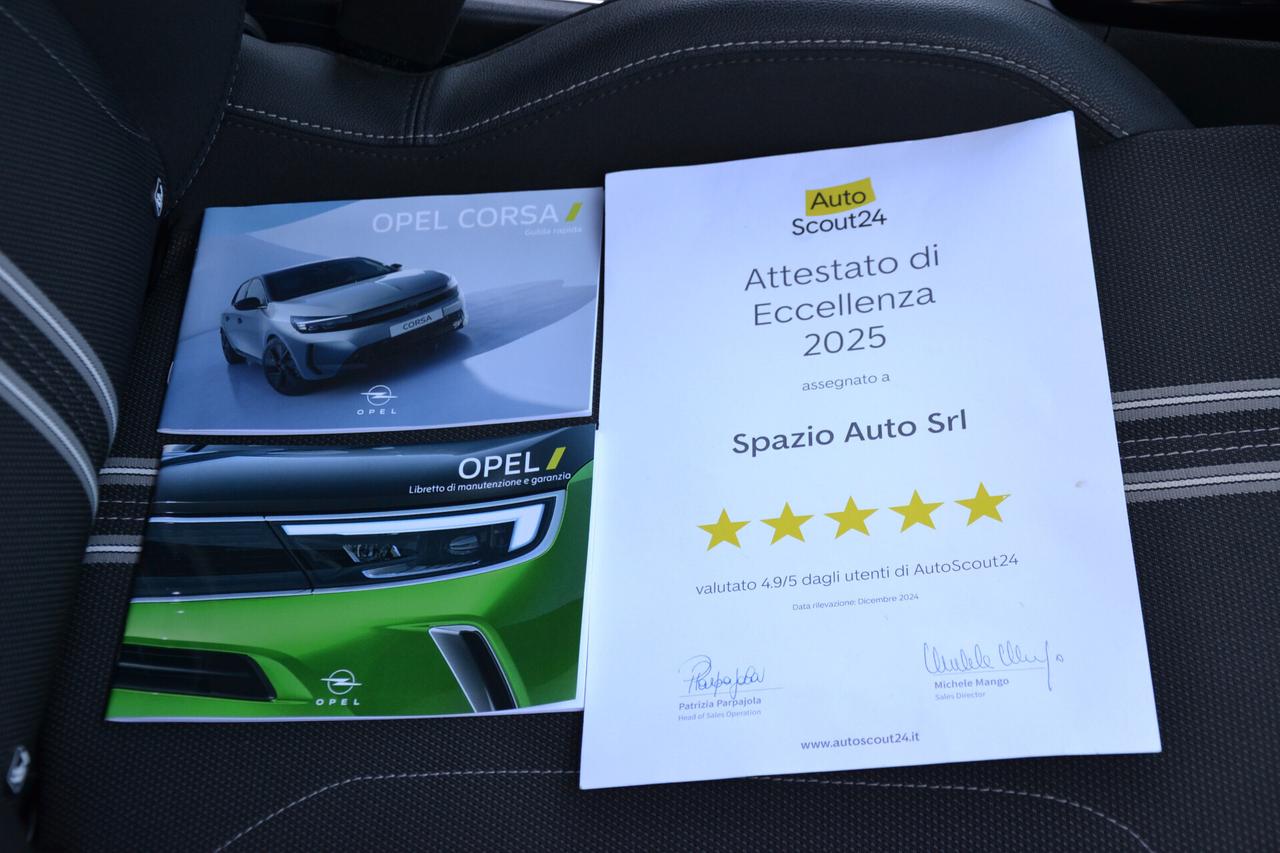 OPEL CORSA
Guida rapida
CORSA
OPEL
OPEL
Libretto di manutenzione e garanzia
OPEL
Auto
Scout24
Attestato di
Eccellenza
2025
assegnato a
Spazio Auto Srl
valutato 4.9/5 dagli utenti di AutoScout24
Data rilevazione: Dicembre 2024
Patrizia Parpajola
Head of Sales Operation
Michele Mango
Sales Director
www.autoscout24.it